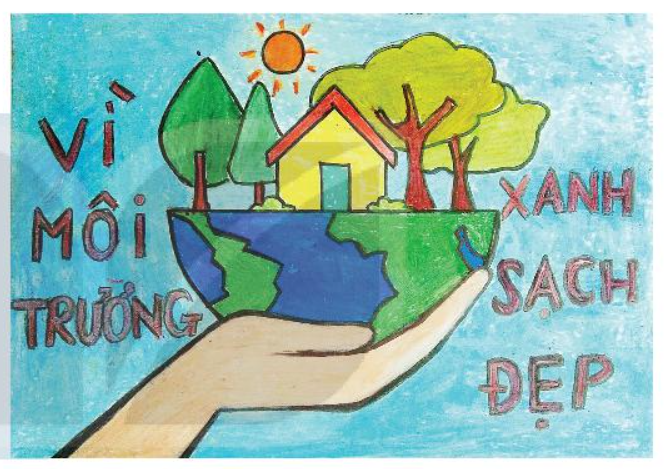 Vì
MÔi
TRƯỜNG
XANH
SẠCH
ĐẸP